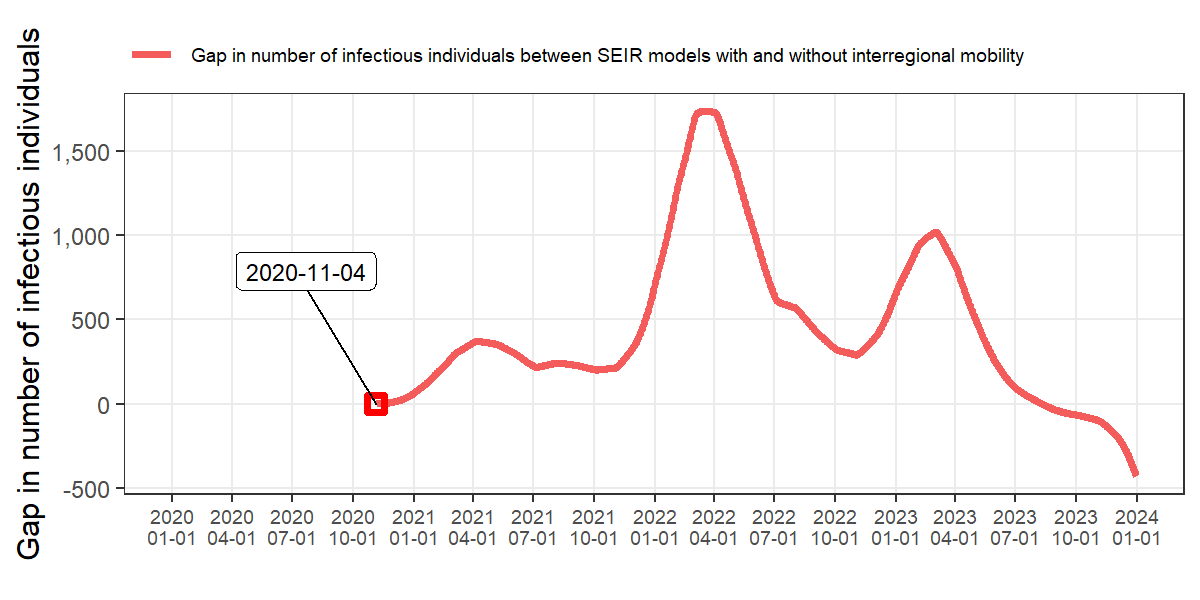 Gap in number of infectious individuals between SEIR models with and without interregional mobility
Gap in number of infectious individuals
1,500
1,000
500
0
-500
2020-11-04
2020 2020 2020 2020 2021 2021 2021 2021 2022 2022 2022 2022 2023 2023 2023 2023 2024
01-01 04-01 07-01 10-01 01-01 04-01 07-01 10-01 01-01 04-01 07-01 10-01 01-01 04-01 07-01 10-01 01-01